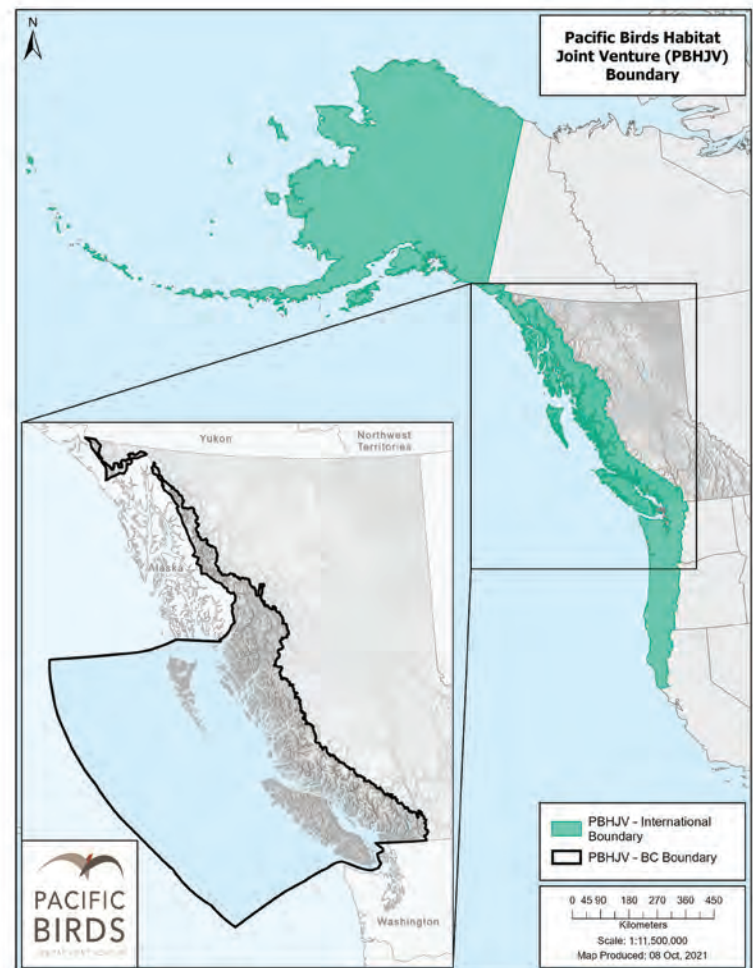 N
Pacific Birds Habitat
Joint Venture (PBHJV)
Boundary
Yukon
Northwest
Territories
Alaska
Washington
PACIFIC
BIRDS
PBHJV - International
Boundary
PBHJV - BC Boundary
0 45 90 180 270 360 450
Kilometers
Scale: 1:11,500,000
Map Produced: 08 Oct, 2021